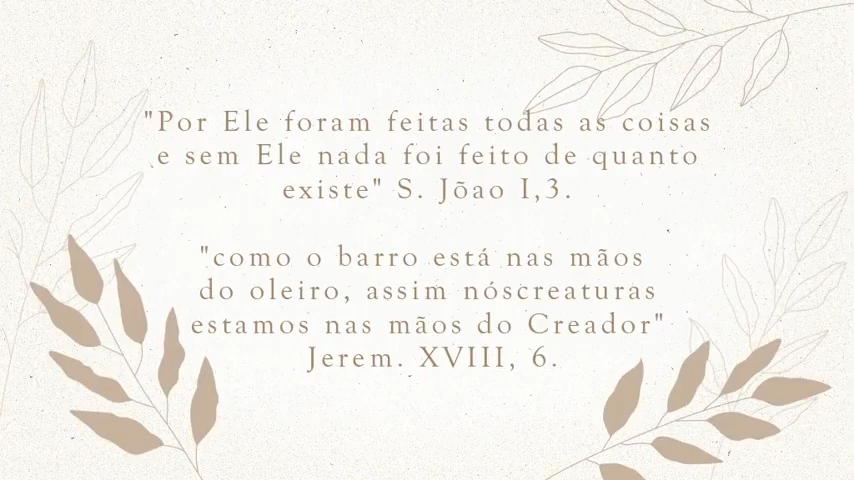 "Por Ele foram feitas todas as coisas
e sem Ele nada foi feito de quanto
existe" S. Jõao I,3.
"como o barro está nas mãos
do oleiro, assim nóscreaturas
estamos nas mãos do Creador"
Jerem. XVIII, 6.